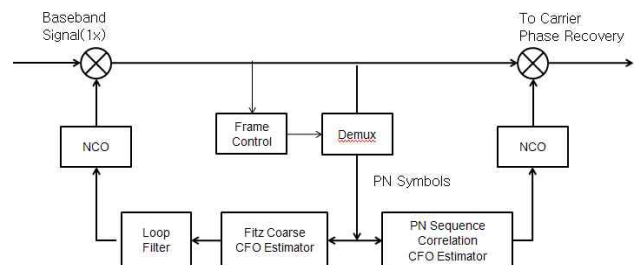 Baseband
Signal(1x)
To Carrier
Phase Recovery
Frame
Control
Demux
NCO
NCO
PN Symbols
Loop
Filter
Fitz Coarse
CFO Estimator
PN Sequence
Correlation
CFO Estimator